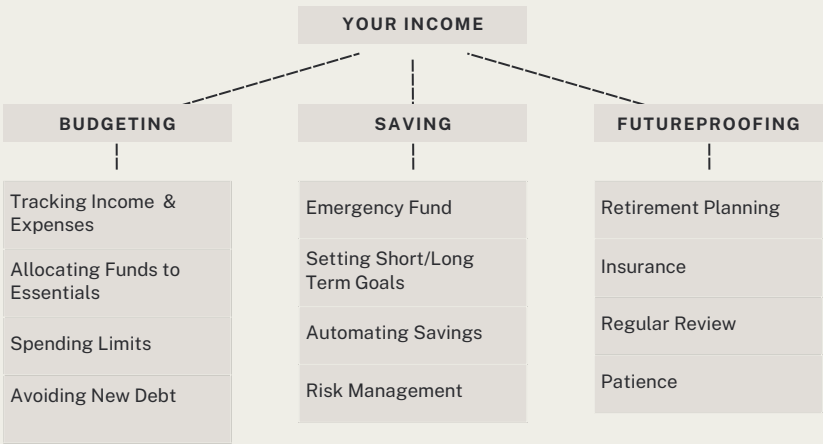 YOUR INCOME
BUDGETING
Tracking Income &
Expenses
Allocating Funds to
Essentials
Spending Limits
Avoiding New Debt
SAVING
Emergency Fund
Setting Short/Long
Term Goals
Automating Savings
Risk Management
FUTUREPROOFING
Retirement Planning
Insurance
Regular Review
Patience